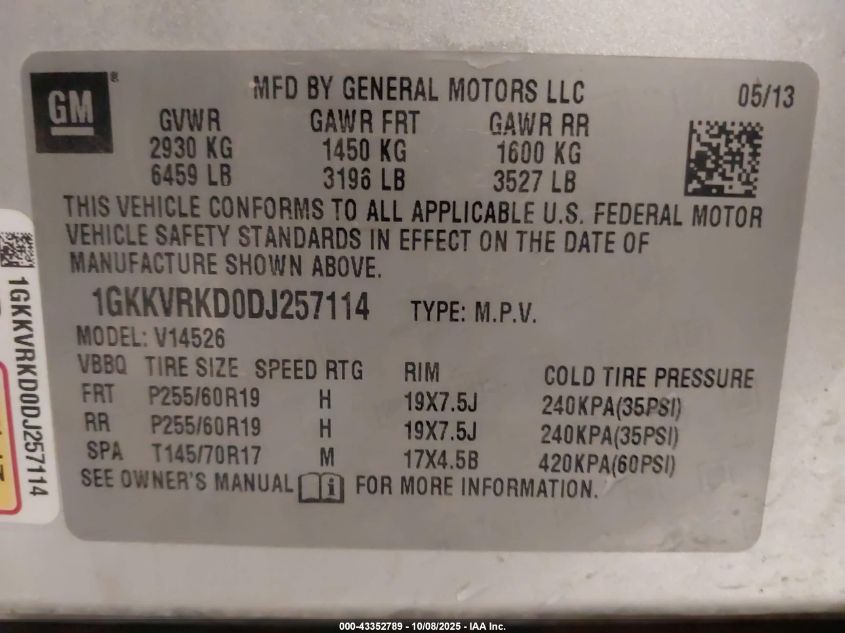 GM ®
MFD BY GENERAL MOTORS LLC 05/13
GVWR GAWR FRT GAWR RR
2930 KG 1450 KG 1600 KG
6459 LB 3196 LB 3527 LB
THIS VEHICLE CONFORMS TO ALL APPLICABLE U.S. FEDERAL MOTOR
VEHICLE SAFETY STANDARDS IN EFFECT ON THE DATE OF
MANUFACTURE SHOWN ABOVE.
1GKKVRKD0DJ257114 TYPE: M.P.V.
MODEL: V14526
VBBQ TIRE SIZE SPEED RTG RIM COLD TIRE PRESSURE
FRT P255/60R19 H 19X7.5J 240KPA(35PSI)
RR P255/60R19 H 19X7.5J 240KPA(35PSI)
SPA T145/70R17 M 17X4.5B 420KPA(60PSI)
SEE OWNER'S MANUAL FOR MORE INFORMATION.
1GKKVRKD0DJ257114
000-43352789 - 10/08/2025 - IAA Inc.